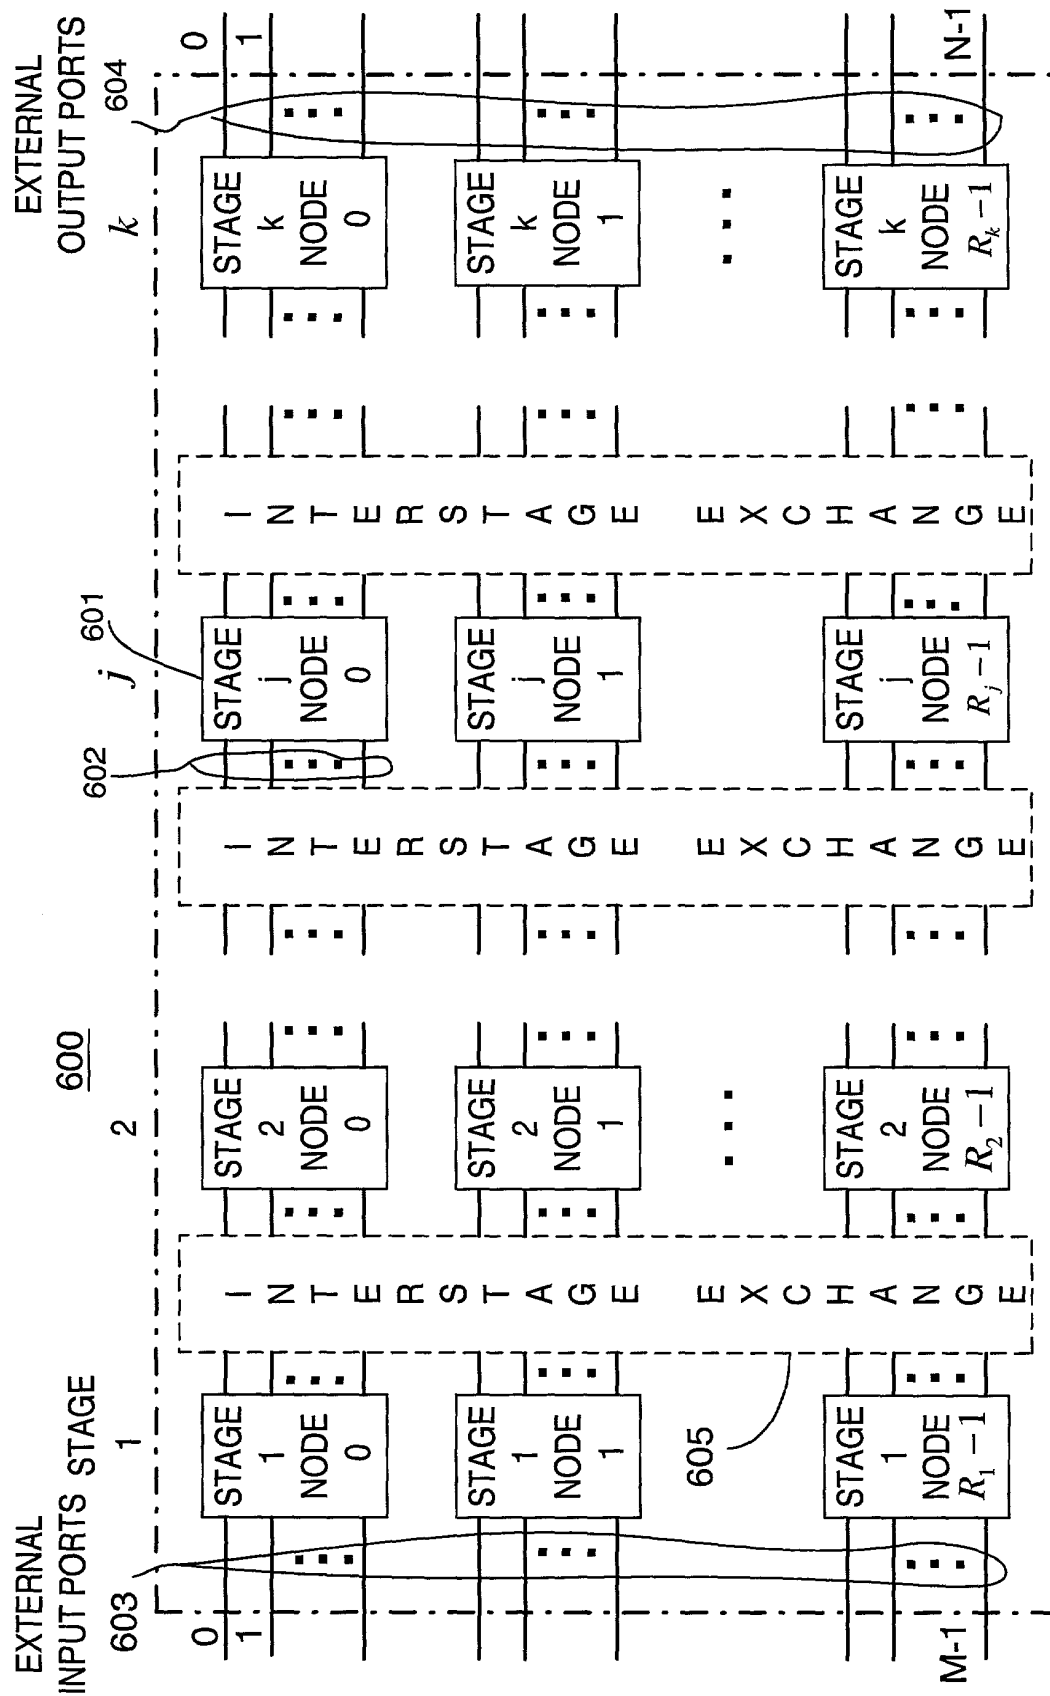 EXTERNAL
INPUT PORTS
STAGE
600
EXTERNAL
OUTPUT PORTS
603
1
2
j
k
604
602
601
605
0
1
M-1
0
1
N-1
STAGE
1
NODE
0
STAGE
1
NODE
1
STAGE
1
NODE
R₁-1
INTERSTAGE EXCHANGE
STAGE
2
NODE
0
STAGE
2
NODE
1
STAGE
2
NODE
R₂-1
INTERSTAGE EXCHANGE
STAGE
j
NODE
0
STAGE
j
NODE
1
STAGE
j
NODE
Rⱼ-1
INTERSTAGE EXCHANGE
STAGE
k
NODE
0
STAGE
k
NODE
1
STAGE
k
NODE
Rₖ-1